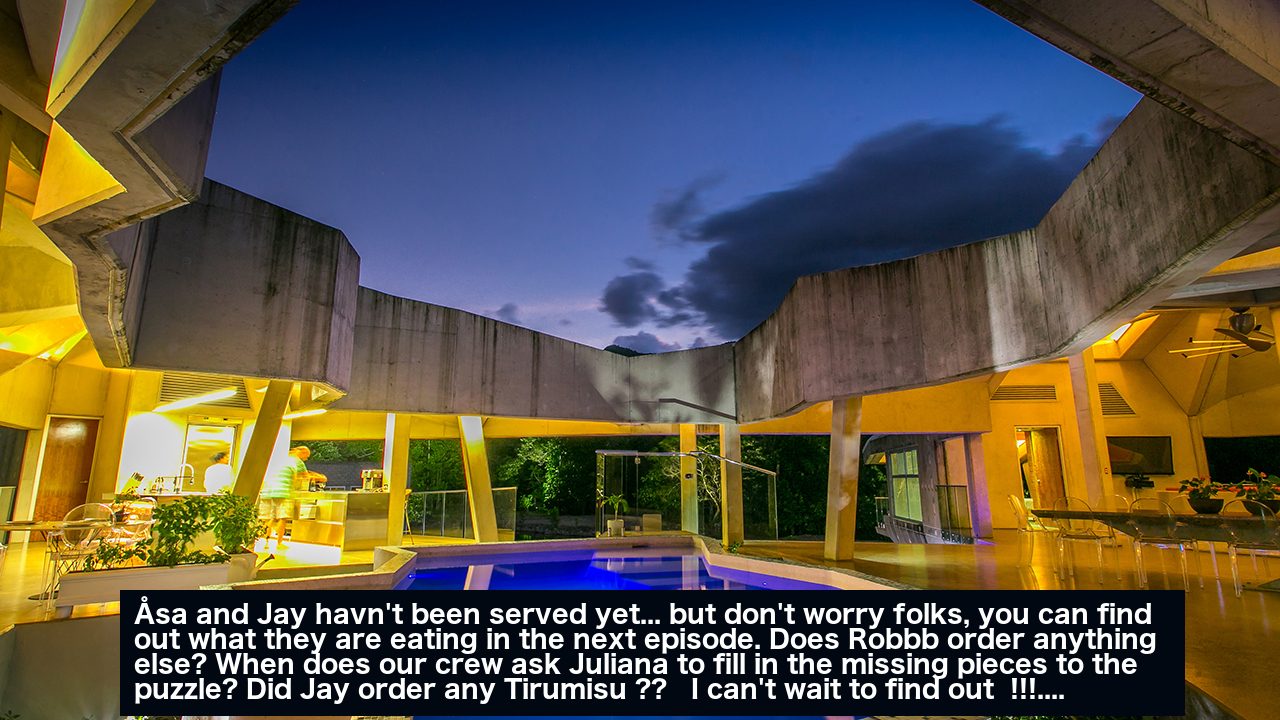 Åsa and Jay havn't been served yet... but don't worry folks, you can find
out what they are eating in the next episode. Does Robbb order anything
else? When does our crew ask Juliana to fill in the missing pieces to the
puzzle? Did Jay order any Tirumisu ??   I can't wait to find out  !!!....